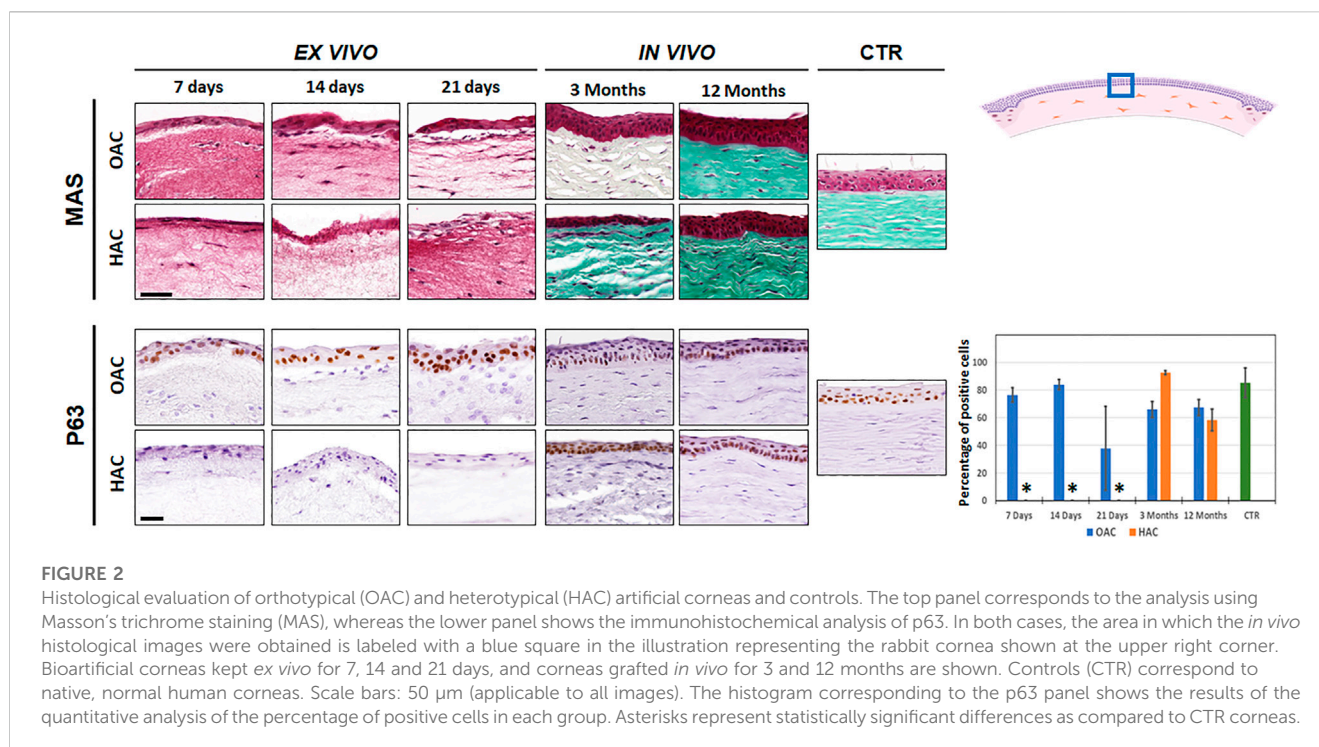 EX VIVO IN VIVO CTR
7 days 14 days 21 days 3 Months 12 Months
MAS
OAC
HAC
P63
OAC
HAC
Percentage of positive cells
100
80
60
40
20
0
* * *
7 Days 14 Days 21 Days 3 Months 12 Months CTR
OAC HAC
FIGURE 2
Histological evaluation of orthotypical (OAC) and heterotypical (HAC) artificial corneas and controls. The top panel corresponds to the analysis using
Masson's trichrome staining (MAS), whereas the lower panel shows the immunohistochemical analysis of p63. In both cases, the area in which the in vivo
histological images were obtained is labeled with a blue square in the illustration representing the rabbit cornea shown at the upper right corner.
Bioartificial corneas kept ex vivo for 7, 14 and 21 days, and corneas grafted in vivo for 3 and 12 months are shown. Controls (CTR) correspond to
native, normal human corneas. Scale bars: 50 µm (applicable to all images). The histogram corresponding to the p63 panel shows the results of the
quantitative analysis of the percentage of positive cells in each group. Asterisks represent statistically significant differences as compared to CTR corneas.